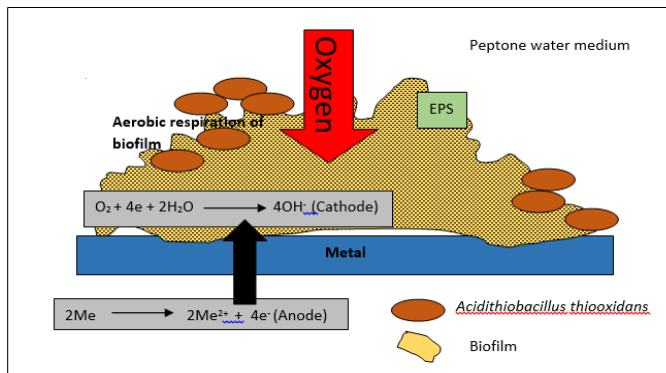 Peptone water medium
Oxygen
EPS
Aerobic respiration of
biofilm
O₂ + 4e + 2H₂O ⟶ 4OH⁻ (Cathode)
Metal
2Me ⟶ 2Me²⁺ + 4e⁻ (Anode)
Acidithiobacillus thiooxidans
Biofilm